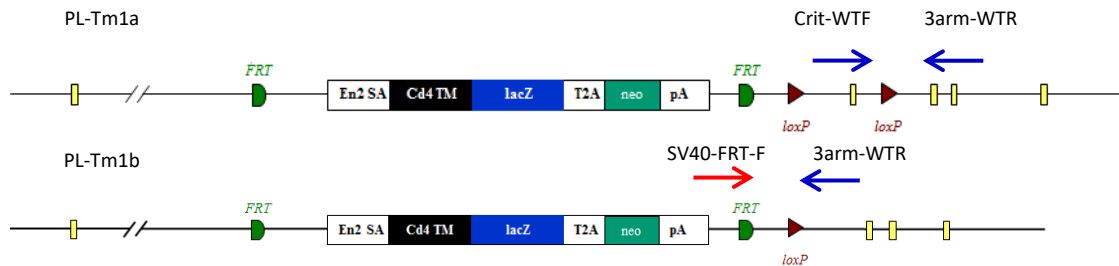 PL-Tm1a
Crit-WTF
3arm-WTR
FRT
FRT
En2 SA
Cd4 TM
lacZ
T2A
neo
pA
loxP
loxP
PL-Tm1b
SV40-FRT-F
3arm-WTR
FRT
FRT
En2 SA
Cd4 TM
lacZ
T2A
neo
pA
loxP